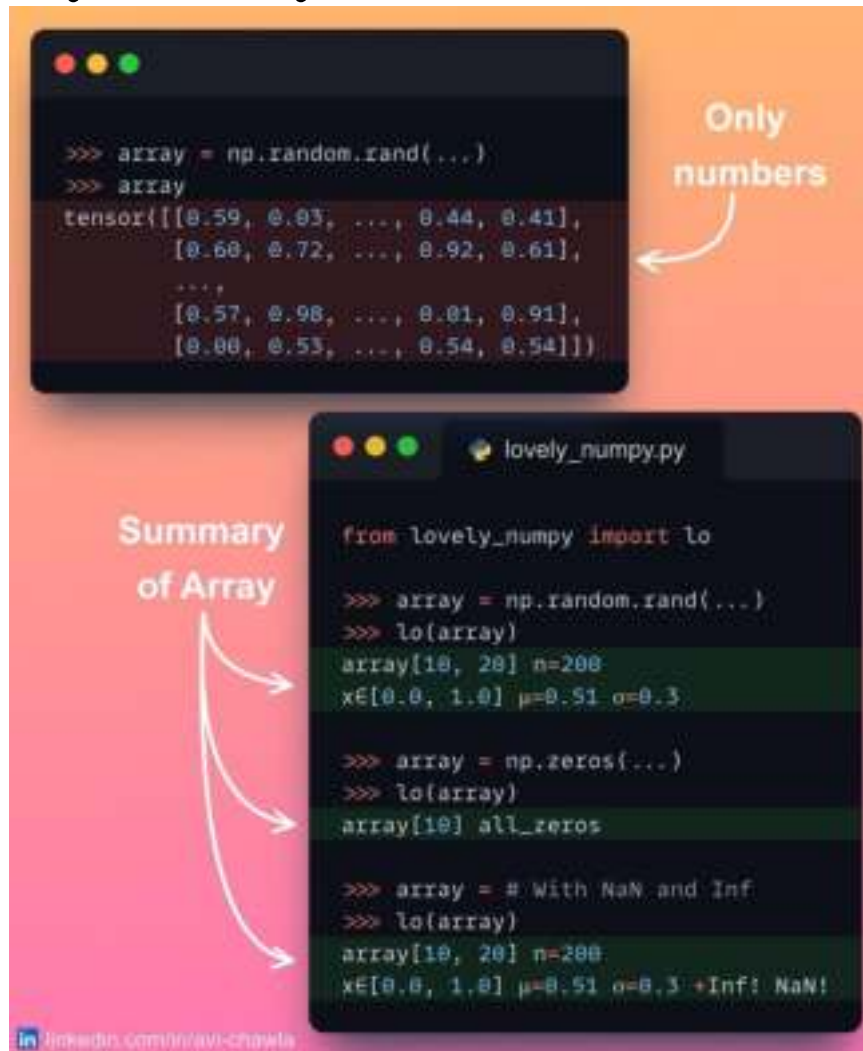 Only
numbers
>>> array = np.random.rand(...)
>>> array
tensor([[0.59, 0.03, ..., 0.44, 0.41],
[0.60, 0.72, ..., 0.92, 0.61],
...,
[0.57, 0.98, ..., 0.01, 0.91],
[0.00, 0.53, ..., 0.54, 0.54]])
lovely_numpy.py
Summary
of Array
from lovely_numpy import lo
>>> array = np.random.rand(...)
>>> lo(array)
array[10, 20] n=200
x∈[0.0, 1.0] μ=0.51 σ=0.3
>>> array = np.zeros(...)
>>> lo(array)
array[10] all_zeros
>>> array = # With NaN and Inf
>>> lo(array)
array[10, 20] n=200
x∈[0.0, 1.0] μ=0.51 σ=0.3 +Inf! NaN!
in linkedin.com/in/avi-chawla